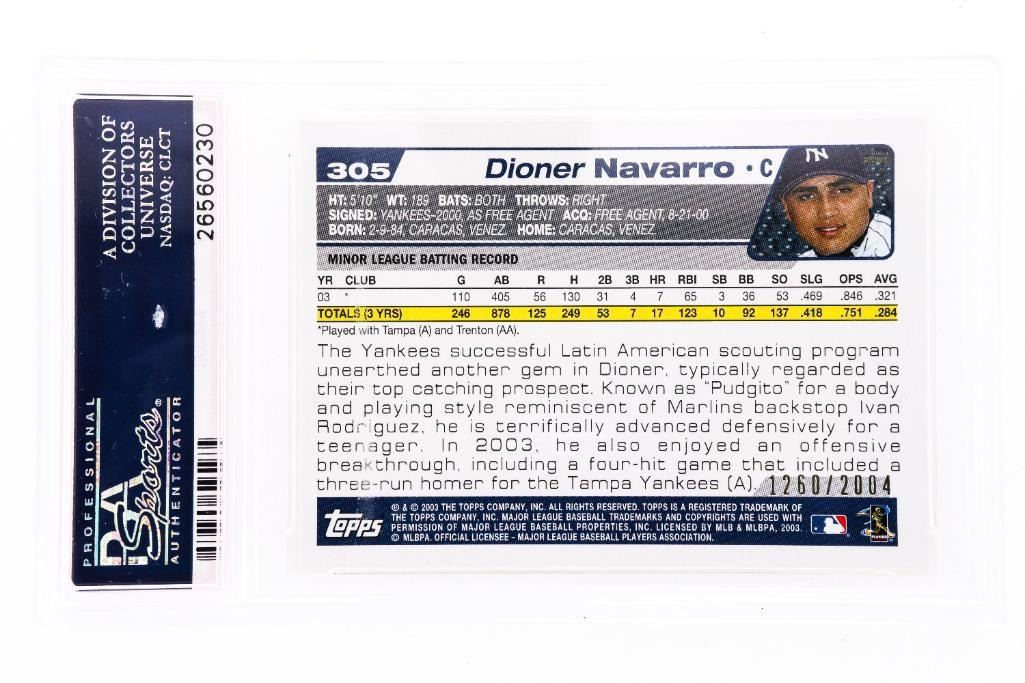 A DIVISION OF
COLLECTORS
UNIVERSE
NASDAQ: CLCT
26560230
PROFESSIONAL
PSA
Sports®
AUTHENTICATOR
305 Dioner Navarro • C
NY
HT: 5'10" WT: 189 BATS: BOTH THROWS: RIGHT
SIGNED: YANKEES-2000, AS FREE AGENT ACQ: FREE AGENT, 8-21-00
BORN: 2-9-84, CARACAS, VENEZ. HOME: CARACAS, VENEZ.
MINOR LEAGUE BATTING RECORD
YR CLUB G AB R H 2B 3B HR RBI SB BB SO SLG OPS AVG
03 * 110 405 56 130 31 4 7 65 3 36 53 .469 .846 .321
TOTALS (3 YRS) 246 878 125 249 53 7 17 123 10 92 137 .418 .751 .284
*Played with Tampa (A) and Trenton (AA).
The Yankees successful Latin American scouting program
unearthed another gem in Dioner, typically regarded as
their top catching prospect. Known as "Pudgito" for a body
and playing style reminiscent of Marlins backstop Ivan
Rodriguez, he is terrifically advanced defensively for a
teenager. In 2003, he also enjoyed an offensive
breakthrough, including a four-hit game that included a
three-run homer for the Tampa Yankees (A). 1260/2004
topps
® & © 2003 THE TOPPS COMPANY, INC. ALL RIGHTS RESERVED. TOPPS IS A REGISTERED TRADEMARK OF
THE TOPPS COMPANY, INC. MAJOR LEAGUE BASEBALL TRADEMARKS AND COPYRIGHTS ARE USED WITH
PERMISSION OF MAJOR LEAGUE BASEBALL PROPERTIES, INC. LICENSED BY MLB & MLBPA, 2003.
© MLBPA. OFFICIAL LICENSEE - MAJOR LEAGUE BASEBALL PLAYERS ASSOCIATION.